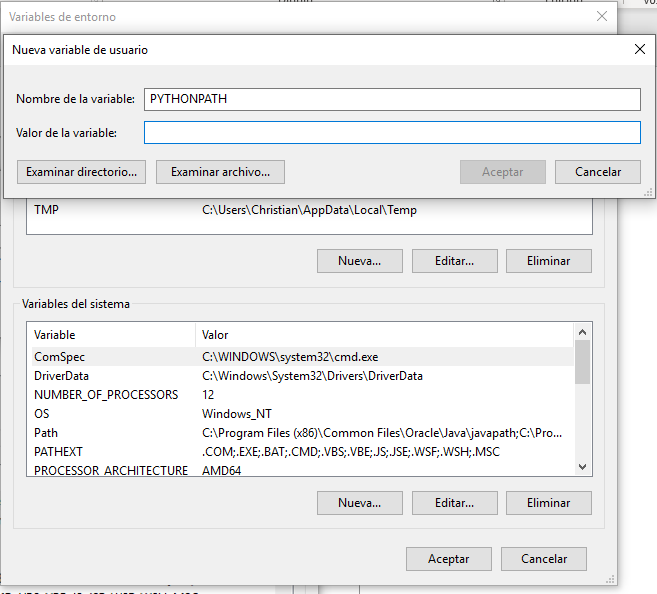 Variables de entorno
Nueva variable de usuario
Nombre de la variable: PYTHONPATH
Valor de la variable:
Examinar directorio... Examinar archivo... Aceptar Cancelar
TMP C:\Users\Christian\AppData\Local\Temp
Nueva... Editar... Eliminar
Variables del sistema
Variable Valor
ComSpec C:\WINDOWS\system32\cmd.exe
DriverData C:\Windows\System32\Drivers\DriverData
NUMBER_OF_PROCESSORS 12
OS Windows_NT
Path C:\Program Files (x86)\Common Files\Oracle\Java\javapath;C:\Pro...
PATHEXT .COM;.EXE;.BAT;.CMD;.VBS;.VBE;.JS;.JSE;.WSF;.WSH;.MSC
PROCESSOR_ARCHITECTURE AMD64
Nueva... Editar... Eliminar
Aceptar Cancelar